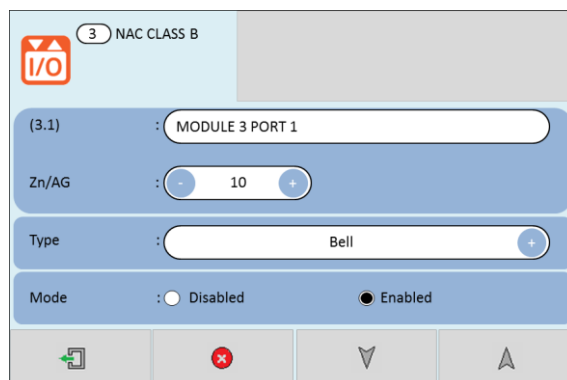 3 NAC CLASS B
I/O
(3.1) : MODULE 3 PORT 1
Zn/AG : - 10 +
Type : Bell +
Mode : Disabled Enabled